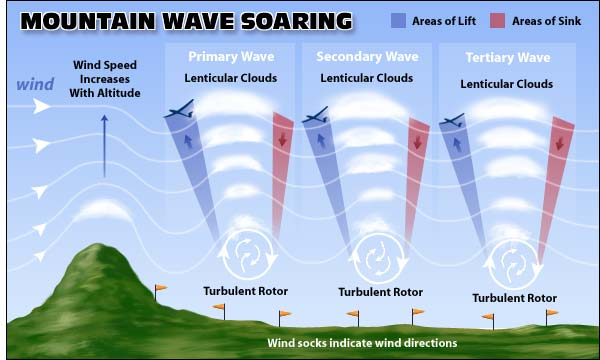 MOUNTAIN WAVE SOARING
Areas of Lift
Areas of Sink
wind
Wind Speed
Increases
With Altitude
Primary Wave
Lenticular Clouds
Secondary Wave
Lenticular Clouds
Tertiary Wave
Lenticular Clouds
Turbulent Rotor
Turbulent Rotor
Turbulent Rotor
Wind socks indicate wind directions